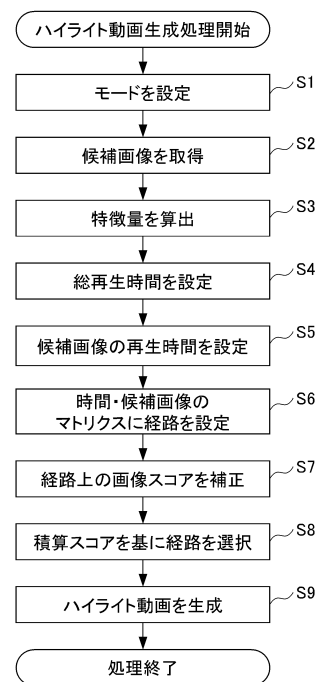 ハイライト動画生成処理開始
モードを設定
S1
候補画像を取得
S2
特徴量を算出
S3
総再生時間を設定
S4
候補画像の再生時間を設定
S5
時間・候補画像の
マトリクスに経路を設定
S6
経路上の画像スコアを補正
S7
積算スコアを基に経路を選択
S8
ハイライト動画を生成
S9
処理終了